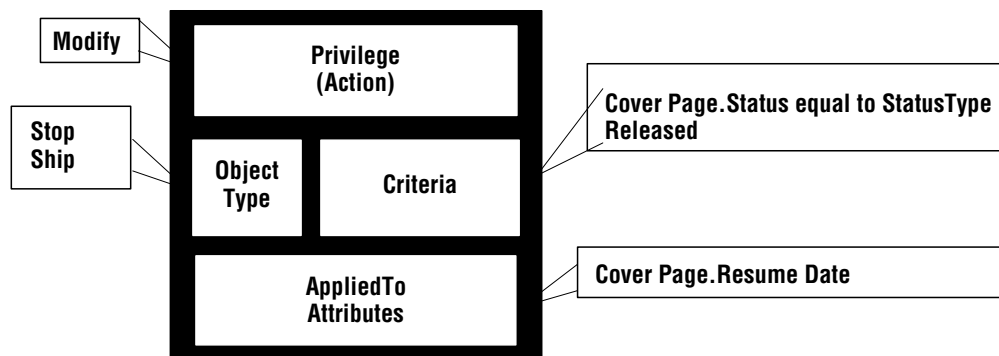 Modify
Privilege
(Action)
Cover Page.Status equal to StatusType
Released
Stop
Ship
Object
Type
Criteria
AppliedTo
Attributes
Cover Page.Resume Date